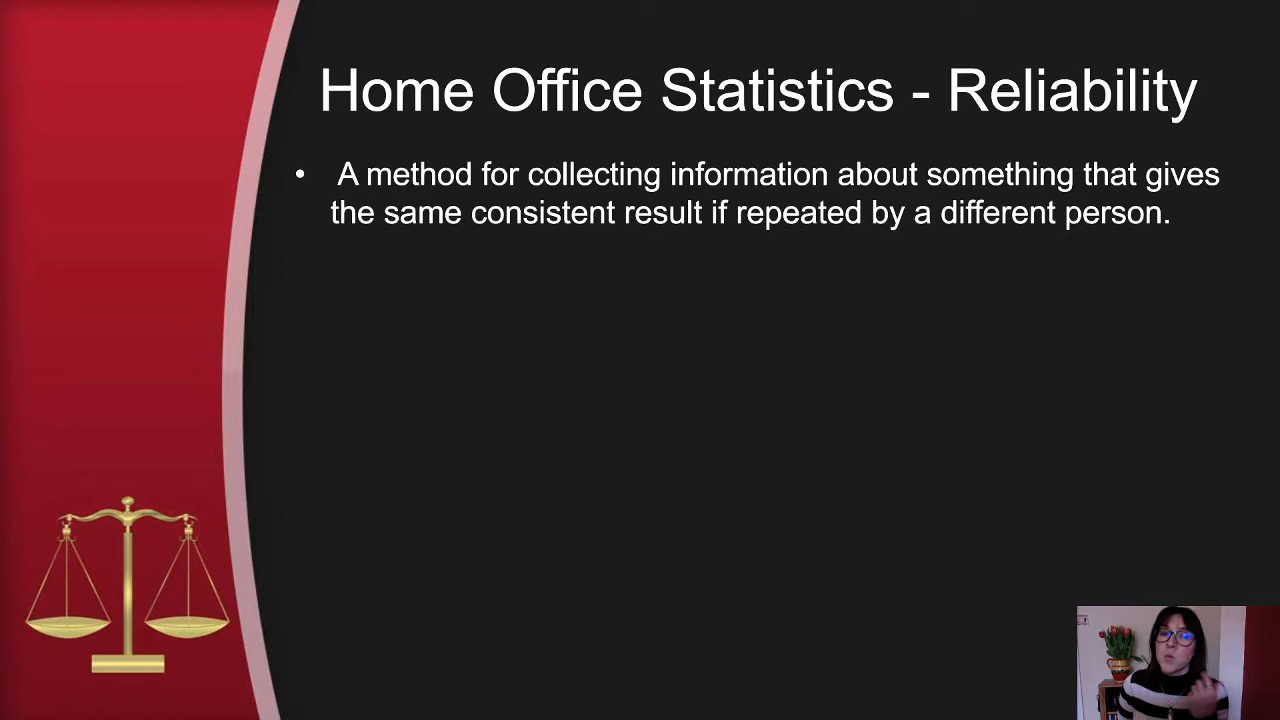 Home Office Statistics - Reliability
• A method for collecting information about something that gives
the same consistent result if repeated by a different person.